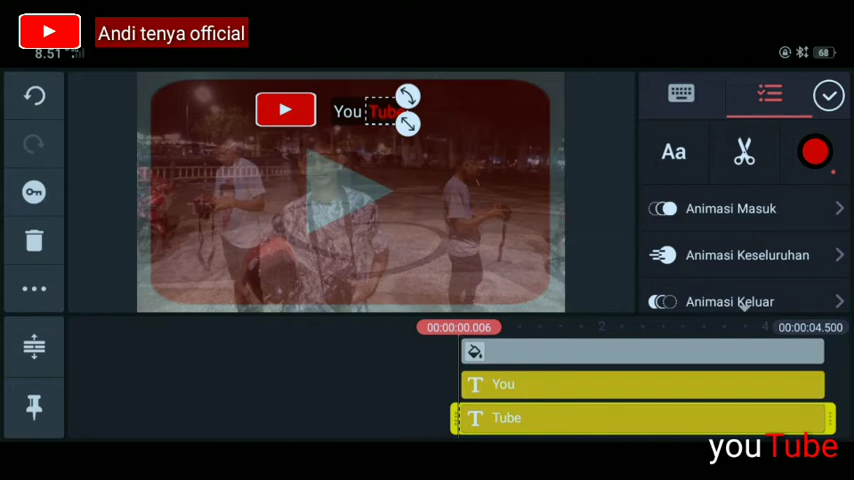 Andi tenya official
8.51
68
You Tube
Aa
Animasi Masuk
Animasi Keseluruhan
Animasi Keluar
00:00:00.006
2
4
00:00:04.500
You
Tube
youTube